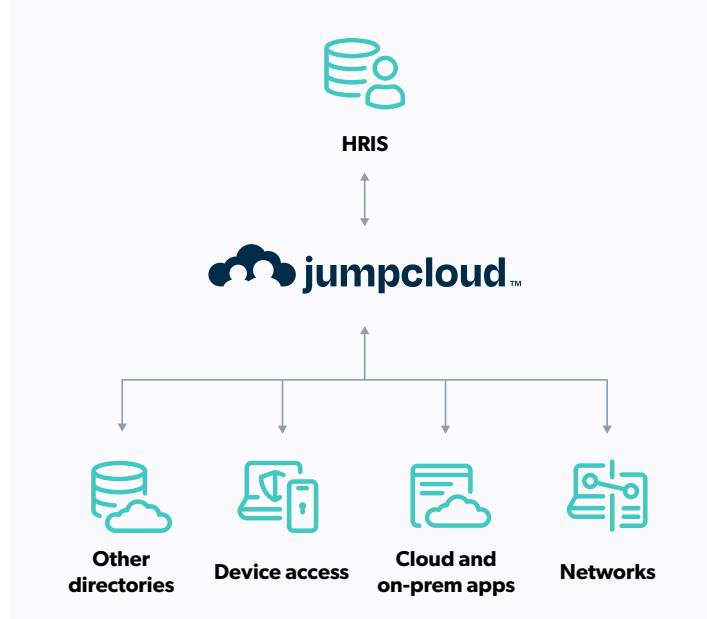 HRIS
jumpcloud™
Other
directories
Device access
Cloud and
on-prem apps
Networks